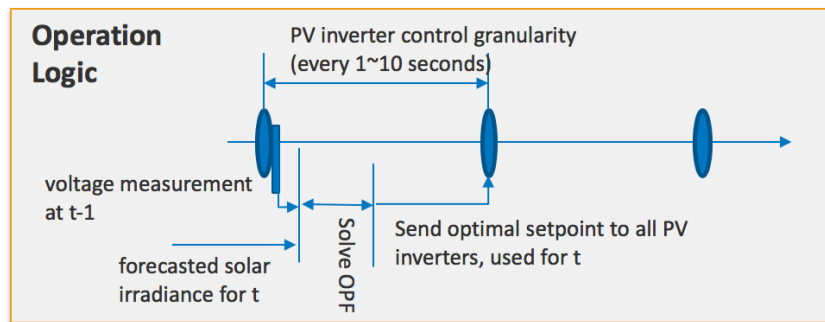 Operation
Logic
PV inverter control granularity
(every 1~10 seconds)
voltage measurement
at t-1
forecasted solar
irradiance for t
Solve OPF
Send optimal setpoint to all PV
inverters, used for t